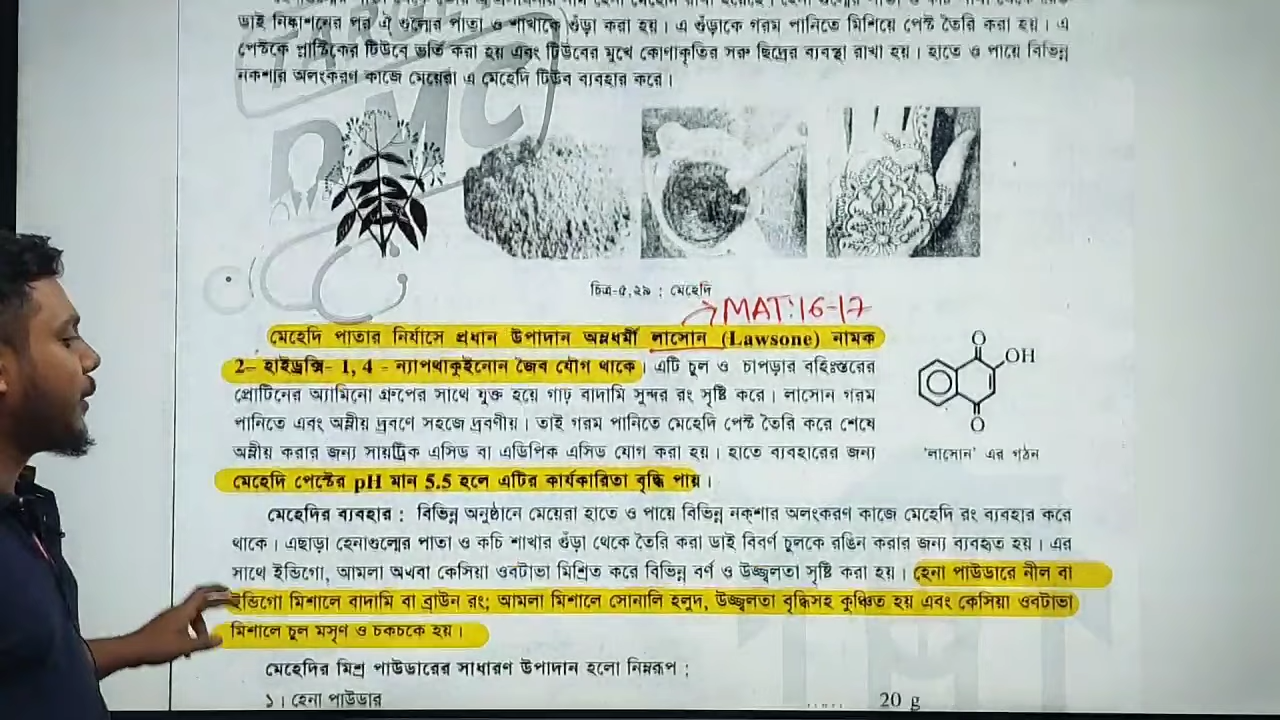 ডাই নিষ্কাশনের পর ঐ গুল্মের পাতা ও শাখাকে গুঁড়া করা হয়। এ গুঁড়াকে গরম পানিতে মিশিয়ে পেস্ট তৈরি করা হয়। এ
পেস্টকে প্লাস্টিকের টিউবে ভর্তি করা হয় এবং টিউবের মুখে কোণাকৃতির সরু ছিদ্রের ব্যবস্থা রাখা হয়। হাতে ও পায়ে বিভিন্ন
নকশার অলংকরণ কাজে মেয়েরা এ মেহেদি টিউব ব্যবহার করে।
DMC
চিত্র-৫.২৯ : মেহেদি
MAT:16-17
মেহেদি পাতার নির্যাসে প্রধান উপাদান অম্লধর্মী লাসোন (Lawsone) নামক
2– হাইড্রক্সি– 1, 4 - ন্যাপথাকুইনোন জৈব যৌগ থাকে। এটি চুল ও চাপড়ার বহিঃস্তরের
প্রোটিনের অ্যামিনো গ্রুপের সাথে যুক্ত হয়ে গাঢ় বাদামি সুন্দর রং সৃষ্টি করে। লাসোন গরম
পানিতে এবং অম্লীয় দ্রবণে সহজে দ্রবণীয়। তাই গরম পানিতে মেহেদি পেস্ট তৈরি করে শেষে
অম্লীয় করার জন্য সায়ট্রিক এসিড বা এডিপিক এসিড যোগ করা হয়। হাতে ব্যবহারের জন্য
মেহেদি পেস্টের pH মান 5.5 হলে এটির কার্যকারিতা বৃদ্ধি পায়।
O
OH
O
'লাসোন' এর গঠন
মেহেদির ব্যবহার : বিভিন্ন অনুষ্ঠানে মেয়েরা হাতে ও পায়ে বিভিন্ন নক্‌শার অলংকরণ কাজে মেহেদি রং ব্যবহার করে
থাকে। এছাড়া হেনাগুল্মের পাতা ও কচি শাখার গুঁড়া থেকে তৈরি করা ডাই বিবর্ণ চুলকে রঙিন করার জন্য ব্যবহৃত হয়। এর
সাথে ইন্ডিগো, আমলা অথবা কেসিয়া ওবটাভা মিশ্রিত করে বিভিন্ন বর্ণ ও উজ্জ্বলতা সৃষ্টি করা হয়। হেনা পাউডারে নীল বা
ইন্ডিগো মিশালে বাদামি বা ব্রাউন রং; আমলা মিশালে সোনালি হলুদ, উজ্জ্বলতা বৃদ্ধিসহ কুঞ্চিত হয় এবং কেসিয়া ওবটাভা
মিশালে চুল মসৃণ ও চকচকে হয়।
মেহেদির মিশ্র পাউডারের সাধারণ উপাদান হলো নিম্নরূপ :
১। হেনা পাউডার ..... 20 g